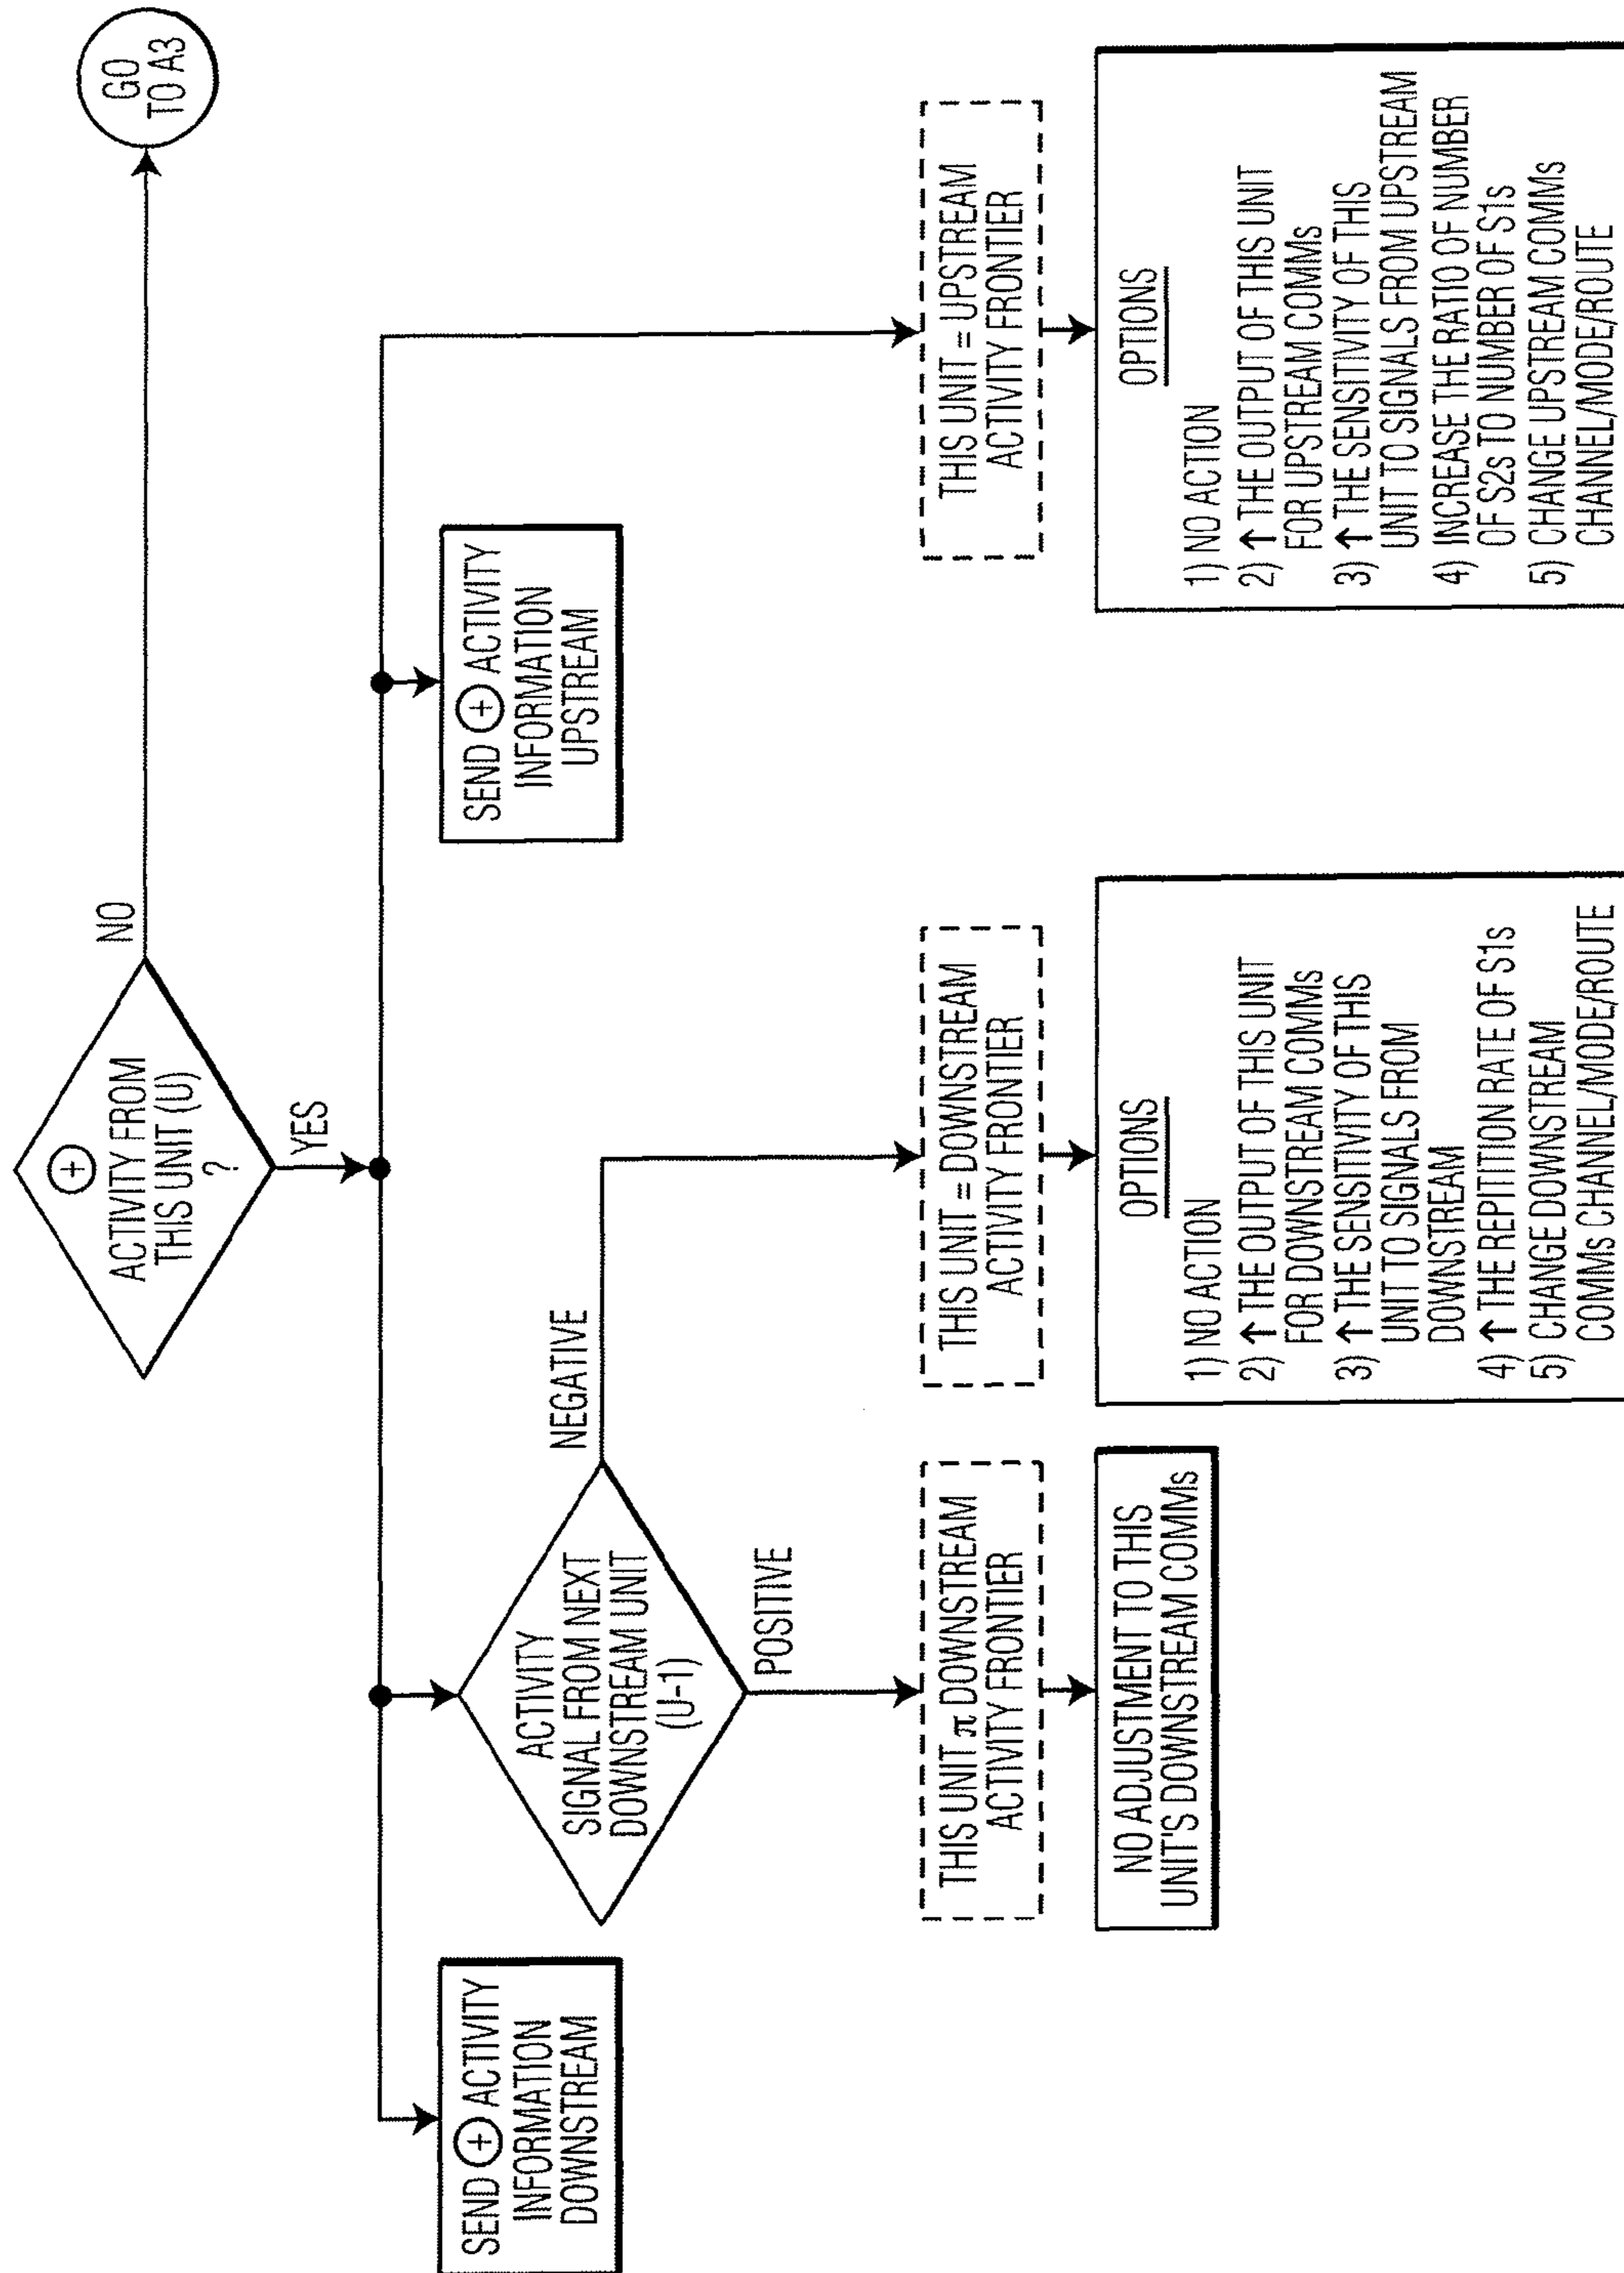 ⊕
ACTIVITY FROM
THIS UNIT (U)
?
NO
GO
TO A3
YES
SEND ⊕ ACTIVITY
INFORMATION
DOWNSTREAM
ACTIVITY
SIGNAL FROM NEXT
DOWNSTREAM UNIT
(U-1)
NEGATIVE
POSITIVE
SEND ⊕ ACTIVITY
INFORMATION
UPSTREAM
THIS UNIT π DOWNSTREAM
ACTIVITY FRONTIER
NO ADJUSTMENT TO THIS
UNIT'S DOWNSTREAM COMMs
THIS UNIT = DOWNSTREAM
ACTIVITY FRONTIER
OPTIONS
1) NO ACTION
2) ↑ THE OUTPUT OF THIS UNIT
FOR DOWNSTREAM COMMs
3) ↑ THE SENSITIVITY OF THIS
UNIT TO SIGNALS FROM
DOWNSTREAM
4) ↑ THE REPITITION RATE OF S1s
5) CHANGE DOWNSTREAM
COMMs CHANNEL/MODE/ROUTE
THIS UNIT = UPSTREAM
ACTIVITY FRONTIER
OPTIONS
1) NO ACTION
2) ↑ THE OUTPUT OF THIS UNIT
FOR UPSTREAM COMMs
3) ↑ THE SENSITIVITY OF THIS
UNIT TO SIGNALS FROM UPSTREAM
4) INCREASE THE RATIO OF NUMBER
OF S2s TO NUMBER OF S1s
5) CHANGE UPSTREAM COMMs
CHANNEL/MODE/ROUTE